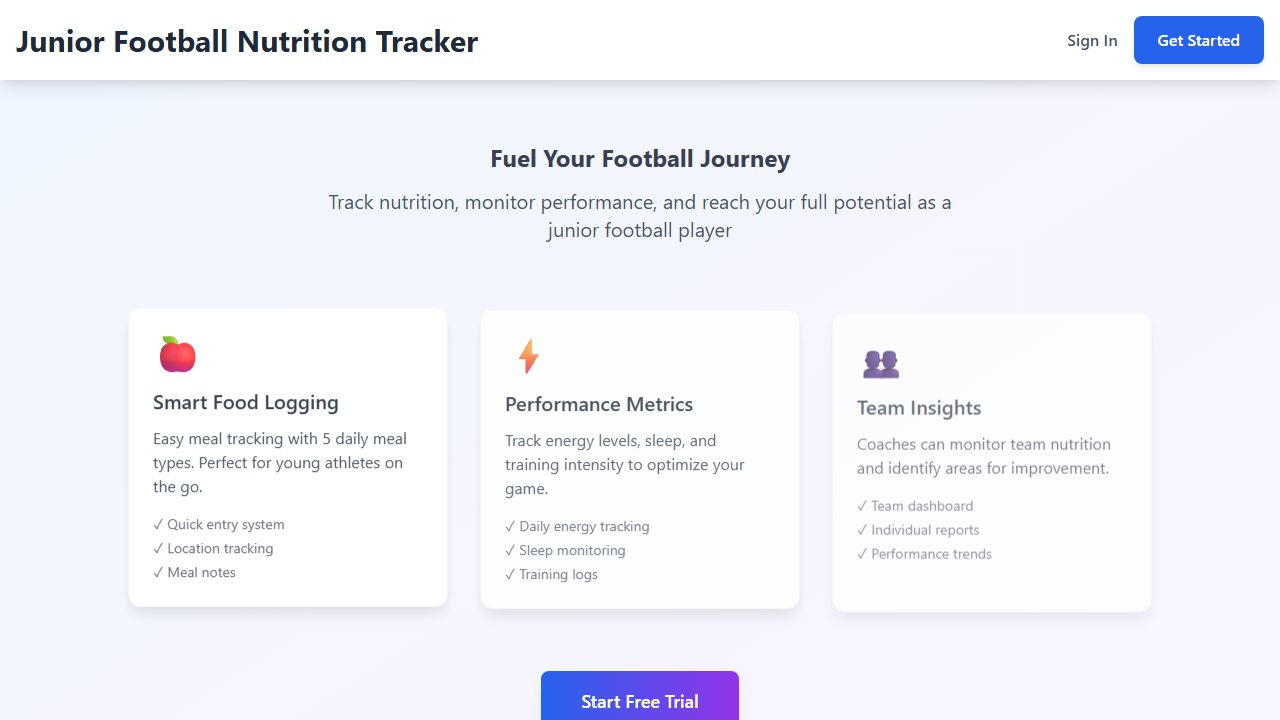 Junior Football Nutrition Tracker
Sign In
Get Started
Fuel Your Football Journey
Track nutrition, monitor performance, and reach your full potential as a
junior football player
Smart Food Logging
Easy meal tracking with 5 daily meal
types. Perfect for young athletes on
the go.
✓ Quick entry system
✓ Location tracking
✓ Meal notes
Performance Metrics
Track energy levels, sleep, and
training intensity to optimize your
game.
✓ Daily energy tracking
✓ Sleep monitoring
✓ Training logs
Team Insights
Coaches can monitor team nutrition
and identify areas for improvement.
✓ Team dashboard
✓ Individual reports
✓ Performance trends
Start Free Trial